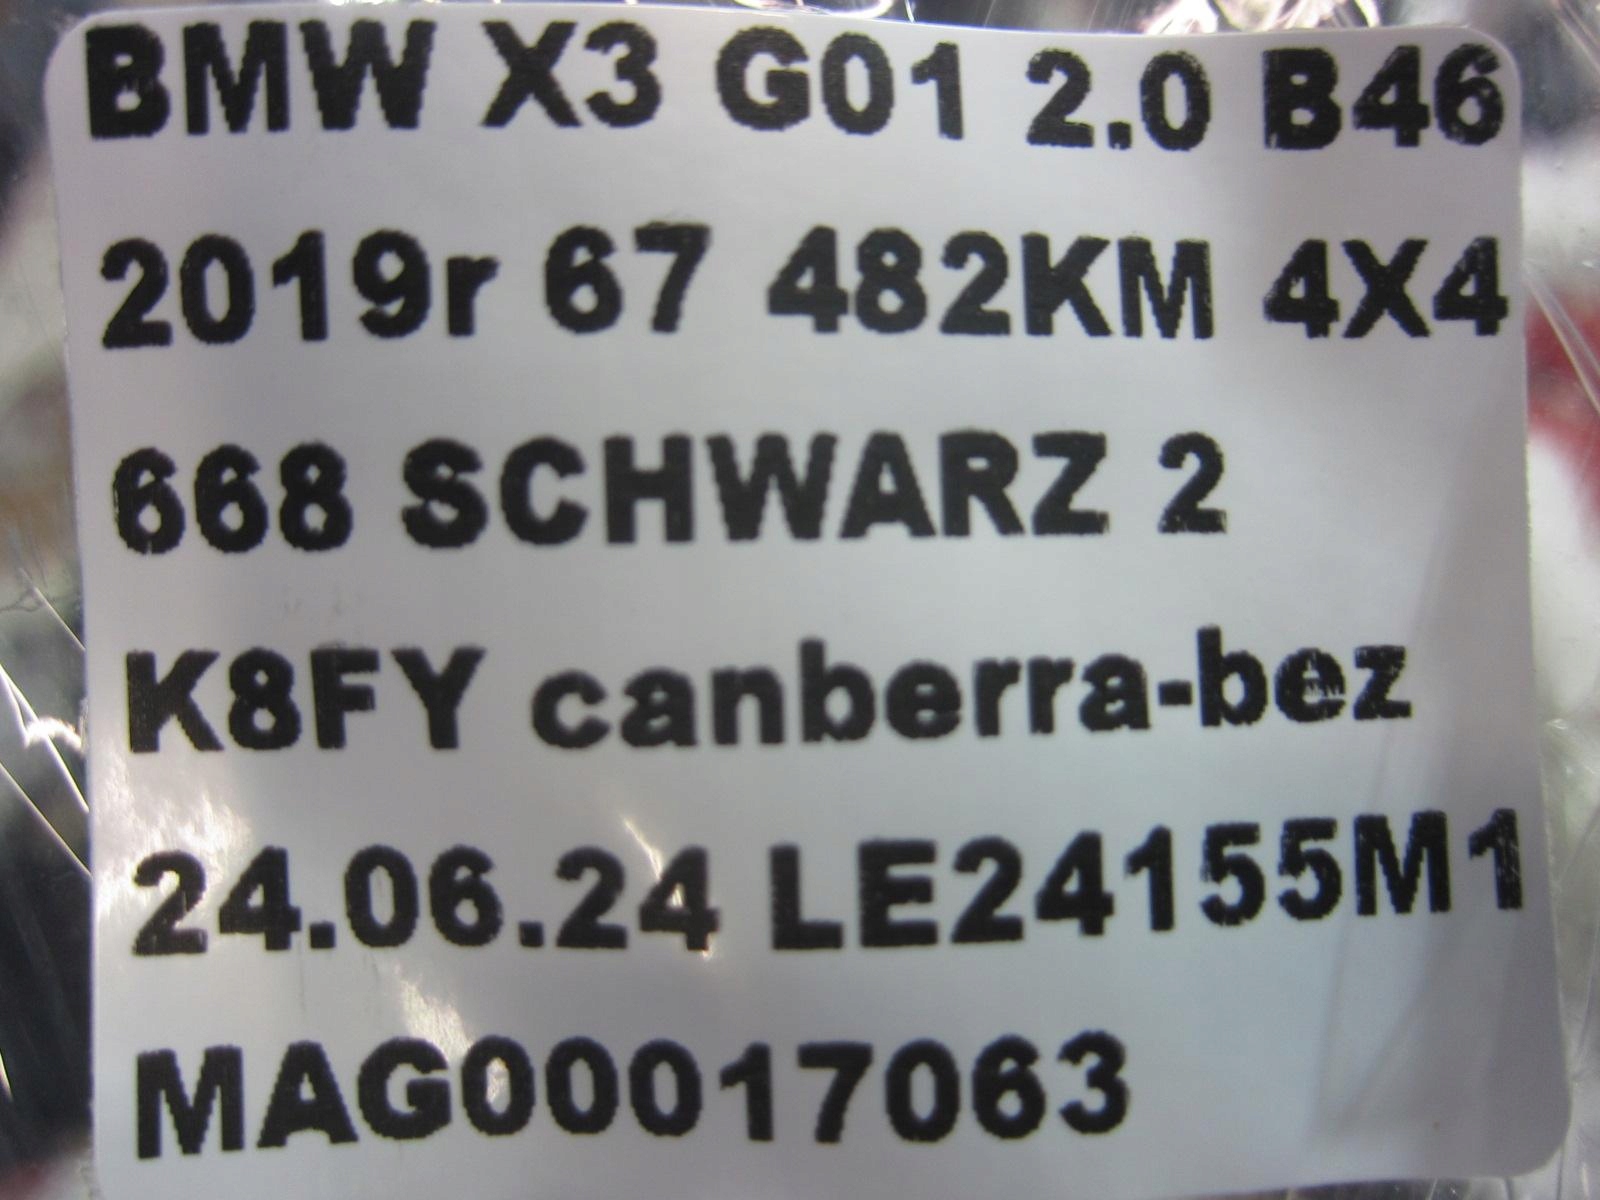 BMW X3 G01 2.0 B46
2019r 67 482KM 4X4
668 SCHWARZ 2
K8FY canberra-bez
24.06.24 LE24155M1
MAG00017063